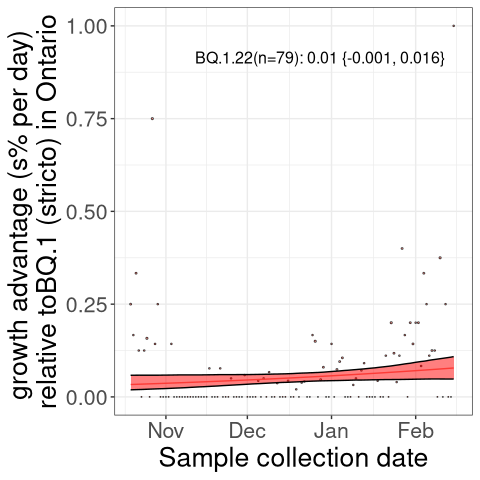 growth advantage (s% per day)
relative toBQ.1 (stricto) in Ontario
1.00
0.75
0.50
0.25
0.00
BQ.1.22(n=79): 0.01 {-0.001, 0.016}
Nov Dec Jan Feb
Sample collection date